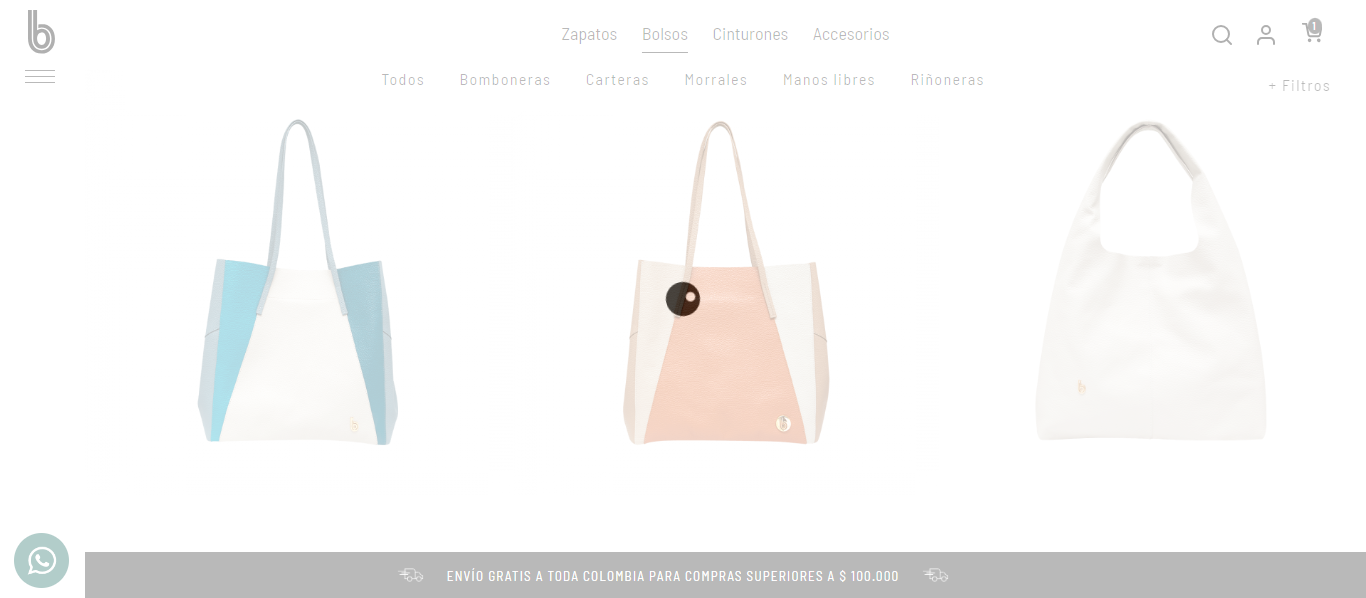 b
Zapatos Bolsos Cinturones Accesorios
1
Todos Bomboneras Carteras Morrales Manos libres Riñoneras
+ Filtros
ENVÍO GRATIS A TODA COLOMBIA PARA COMPRAS SUPERIORES A $ 100.000